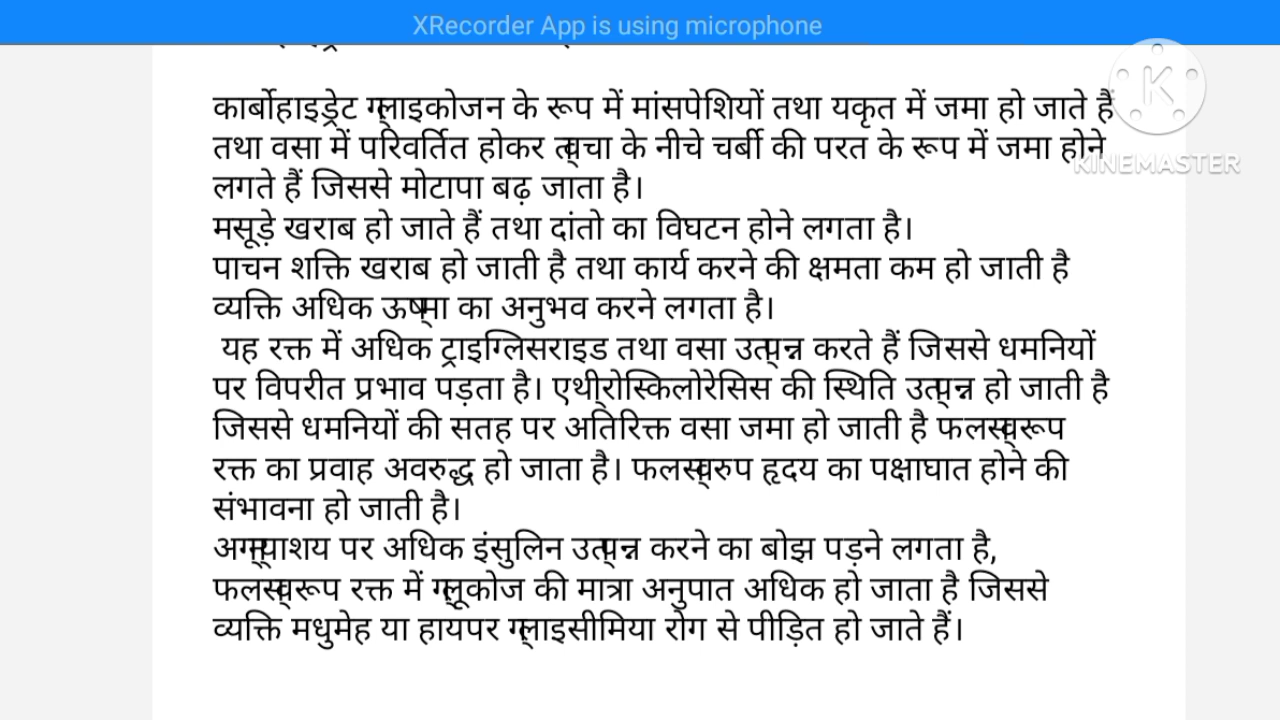 XRecorder App is using microphone
कार्बोहाइड्रेट ग्लाइकोजन के रूप में मांसपेशियों तथा यकृत में जमा हो जाते हैं
तथा वसा में परिवर्तित होकर त्वचा के नीचे चर्बी की परत के रूप में जमा होने
KINEMASTER
लगते हैं जिससे मोटापा बढ़ जाता है।
मसूड़े खराब हो जाते हैं तथा दांतो का विघटन होने लगता है।
पाचन शक्ति खराब हो जाती है तथा कार्य करने की क्षमता कम हो जाती है
व्यक्ति अधिक ऊष्मा का अनुभव करने लगता है।
यह रक्त में अधिक ट्राइग्लिसराइड तथा वसा उत्पन्न करते हैं जिससे धमनियों
पर विपरीत प्रभाव पड़ता है। एथीरोस्किलोरेसिस की स्थिति उत्पन्न हो जाती है
जिससे धमनियों की सतह पर अतिरिक्त वसा जमा हो जाती है फलस्वरूप
रक्त का प्रवाह अवरुद्ध हो जाता है। फलस्वरुप हृदय का पक्षाघात होने की
संभावना हो जाती है।
अग्न्याशय पर अधिक इंसुलिन उत्पन्न करने का बोझ पड़ने लगता है,
फलस्वरूप रक्त में ग्लूकोज की मात्रा अनुपात अधिक हो जाता है जिससे
व्यक्ति मधुमेह या हायपर ग्लाइसीमिया रोग से पीड़ित हो जाते हैं।